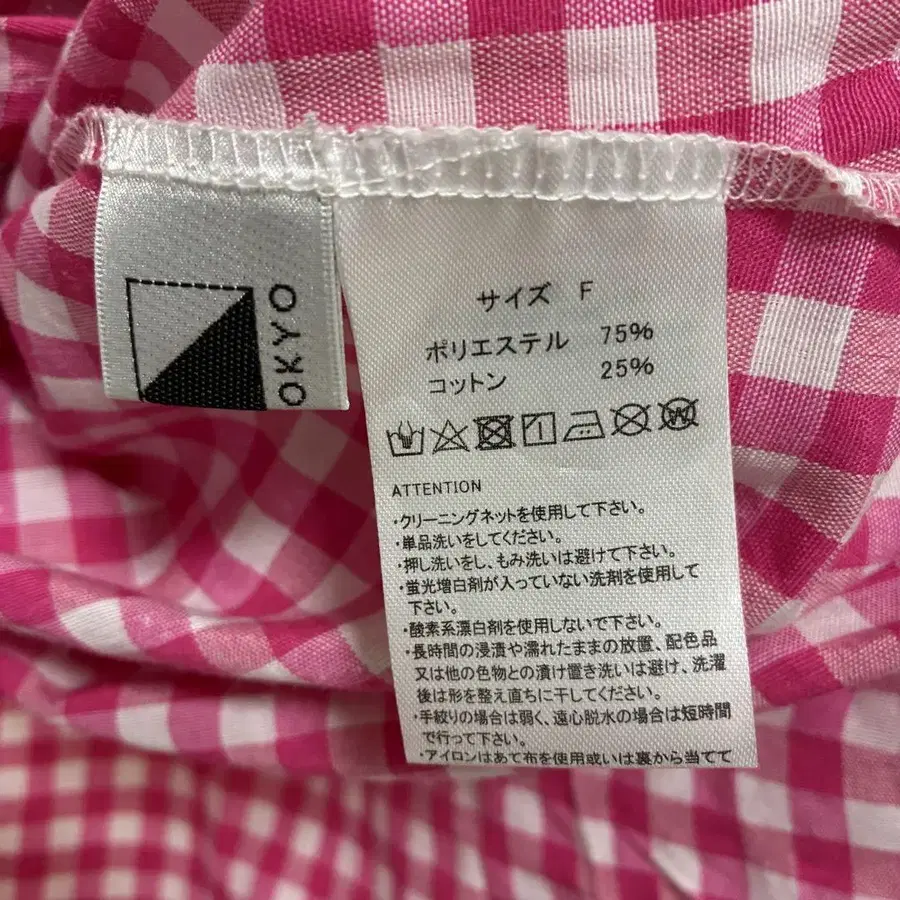 OKYO
サイズ F
ポリエステル 75%
コットン 25%
W
ATTENTION
・クリーニングネットを使用して下さい。
・単品洗いをしてください。
・押し洗いをし、もみ洗いは避けて下さい。
・蛍光増白剤が入っていない洗剤を使用して
下さい。
・酸素系漂白剤を使用しないで下さい。
・長時間の浸漬や濡れたままの放置、配色品
又は他の色物との漬け置き洗いは避け、洗濯
後は形を整え直ちに干してください。
・手絞りの場合は弱く、遠心脱水の場合は短時間
で行って下さい。
・アイロンはあて布を使用或いは裏から当てて